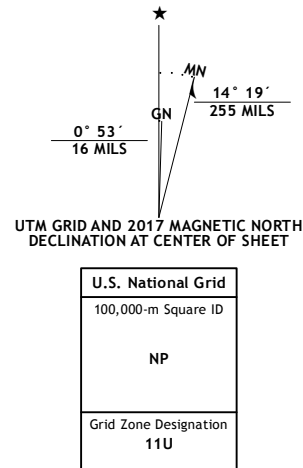 ★
MN
GN
14° 19´
255 MILS
0° 53´
16 MILS
UTM GRID AND 2017 MAGNETIC NORTH
DECLINATION AT CENTER OF SHEET
U.S. National Grid
100,000-m Square ID
NP
Grid Zone Designation
11U